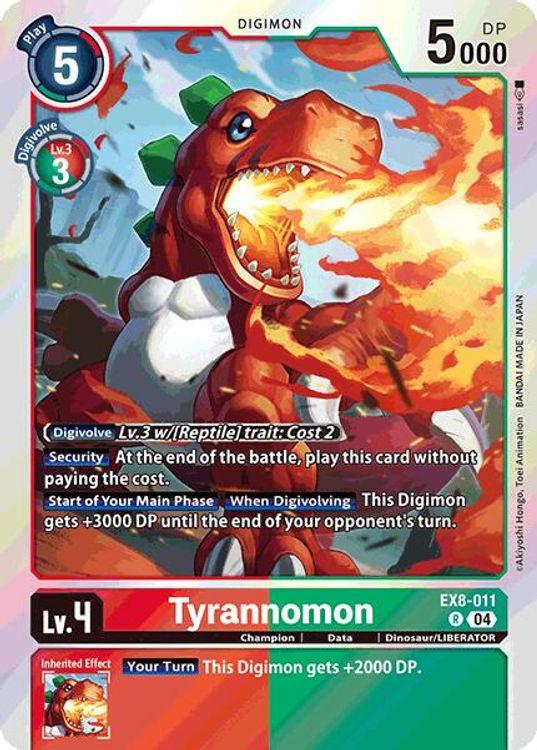 Play
5
DIGIMON
5000
DP
Digivolve
Lv.3
3
sasasi
©Akiyoshi Hongo, Toei Animation BANDAI MADE IN JAPAN
Digivolve Lv.3 w/[Reptile] trait: Cost 2
Security At the end of the battle, play this card without
paying the cost.
Start of Your Main Phase When Digivolving This Digimon
gets +3000 DP until the end of your opponent's turn.
Lv.4
Tyrannomon
EX8-011
R 04
Champion | Data | Dinosaur/LIBERATOR
Inherited Effect
Your Turn This Digimon gets +2000 DP.